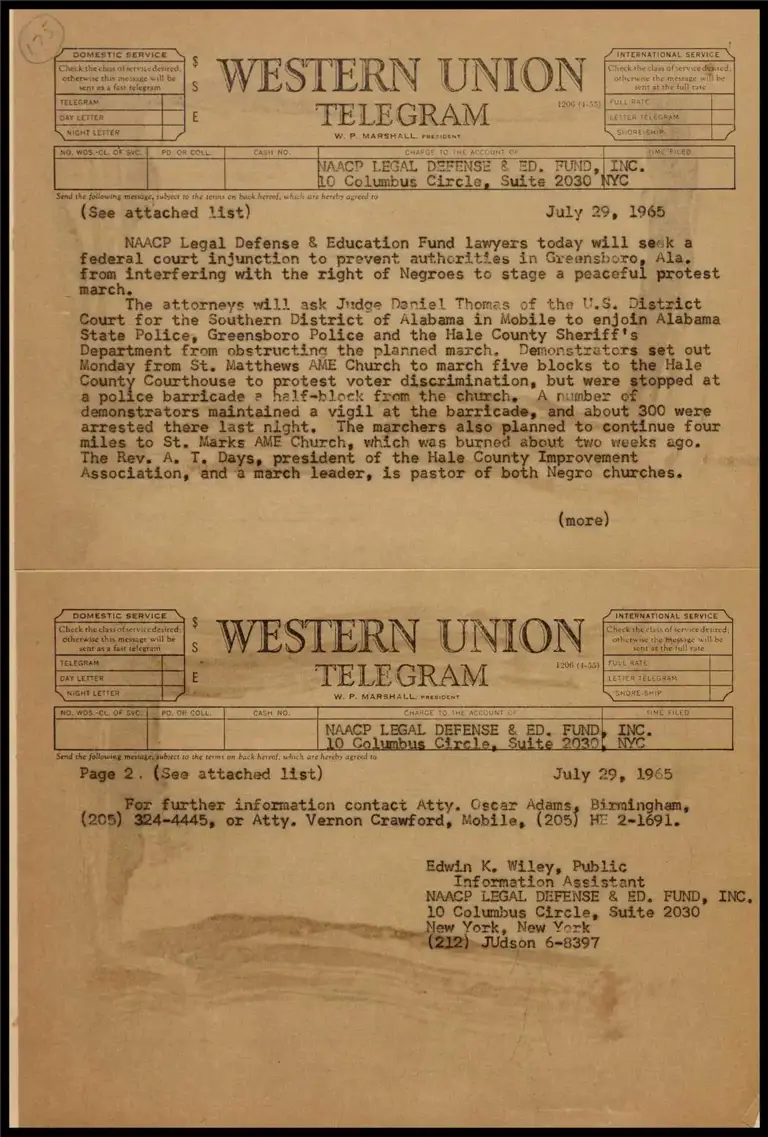 175
DOMESTIC SERVICE
Check the class of service desired;
otherwise this message will be
sent as a fast telegram
TELEGRAM
DAY LETTER
NIGHT LETTER
$
S
E
WESTERN UNION
TELEGRAM
1206 (4-55)
W. P. MARSHALL, PRESIDENT
INTERNATIONAL SERVICE
Check the class of service desired;
otherwise the message will be
sent at the full rate
FULL RATE
LETTER TELEGRAM
SHORE-SHIP
NO. WDS.-CL. OF SVC. PD. OR COLL. CASH NO. CHARGE TO THE ACCOUNT OF TIME FILED
NAACP LEGAL DEFENSE & ED. FUND, INC.
10 Columbus Circle, Suite 2030 NYC
Send the following message, subject to the terms on back hereof, which are hereby agreed to
(See attached list) July 29, 1965
NAACP Legal Defense & Education Fund lawyers today will seek a
federal court injunction to prevent authorities in Greensboro, Ala.
from interfering with the right of Negroes to stage a peaceful protest
march.
The attorneys will ask Judge Daniel Thomas of the U.S. District
Court for the Southern District of Alabama in Mobile to enjoin Alabama
State Police, Greensboro Police and the Hale County Sheriff's
Department from obstructing the planned march. Demonstrators set out
Monday from St. Matthews AME Church to march five blocks to the Hale
County Courthouse to protest voter discrimination, but were stopped at
a police barricade a half-block from the church. A number of
demonstrators maintained a vigil at the barricade, and about 300 were
arrested there last night. The marchers also planned to continue four
miles to St. Marks AME Church, which was burned about two weeks ago.
The Rev. A. T. Days, president of the Hale County Improvement
Association, and a march leader, is pastor of both Negro churches.
(more)
DOMESTIC SERVICE
Check the class of service desired;
otherwise this message will be
sent as a fast telegram
TELEGRAM
DAY LETTER
NIGHT LETTER
$
S
E
WESTERN UNION
TELEGRAM
1206 (4-55)
W. P. MARSHALL, PRESIDENT
INTERNATIONAL SERVICE
Check the class of service desired;
otherwise the message will be
sent at the full rate
FULL RATE
LETTER TELEGRAM
SHORE-SHIP
NO. WDS.-CL. OF SVC. PD. OR COLL. CASH NO. CHARGE TO THE ACCOUNT OF TIME FILED
NAACP LEGAL DEFENSE & ED. FUND, INC.
10 Columbus Circle, Suite 2030, NYC
Send the following message, subject to the terms on back hereof, which are hereby agreed to
Page 2. (See attached list) July 29, 1965
For further information contact Atty. Oscar Adams, Birmingham,
(205) 324-4445, or Atty. Vernon Crawford, Mobile, (205) HE 2-1691.
Edwin K. Wiley, Public
Information Assistant
NAACP LEGAL DEFENSE & ED. FUND, INC.
10 Columbus Circle, Suite 2030
New York, New York
(212) JUdson 6-8397